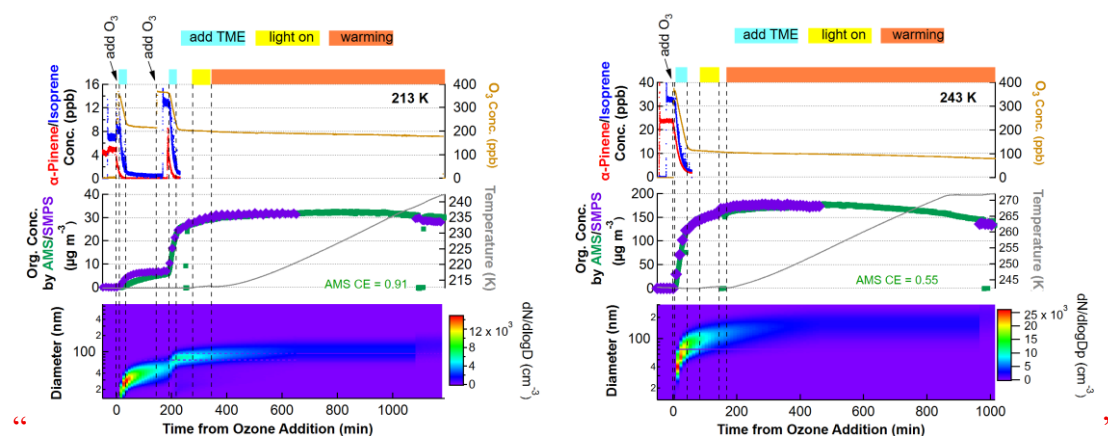 add O3
add O3
add TME
light on
warming
16
12
8
4
0
α-Pinene/Isoprene
Conc. (ppb)
213 K
400
300
200
100
0
O3 Conc. (ppb)
40
30
20
10
0
Org. Conc.
by AMS/SMPS
(µg m-3)
AMS CE = 0.91
240
235
230
225
220
215
Temperature (K)
Diameter (nm)
4
2
100
4
2
12 x 10³
8
4
0
dN/dlogD
(cm-3)
0
200
400
600
800
1000
Time from Ozone Addition (min)
add O3
add TME
light on
warming
40
30
20
10
0
α-Pinene/Isoprene
Conc. (ppb)
243 K
400
300
200
100
0
O3 Conc. (ppb)
200
150
100
50
0
Org. Conc.
by AMS/SMPS
(µg m-3)
AMS CE = 0.55
270
265
260
255
250
245
Temperature (K)
Diameter (nm)
2
100
4
2
25 x 10³
20
15
10
5
0
dN/dlogDp
(cm-3)
0
200
400
600
800
1000
Time from Ozone Addition (min)
“
”